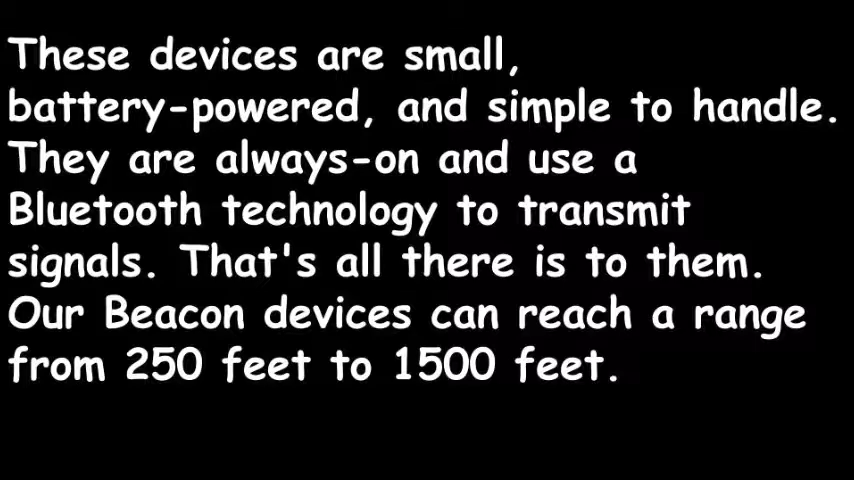 These devices are small,
battery-powered, and simple to handle.
They are always-on and use a
Bluetooth technology to transmit
signals. That's all there is to them.
Our Beacon devices can reach a range
from 250 feet to 1500 feet.